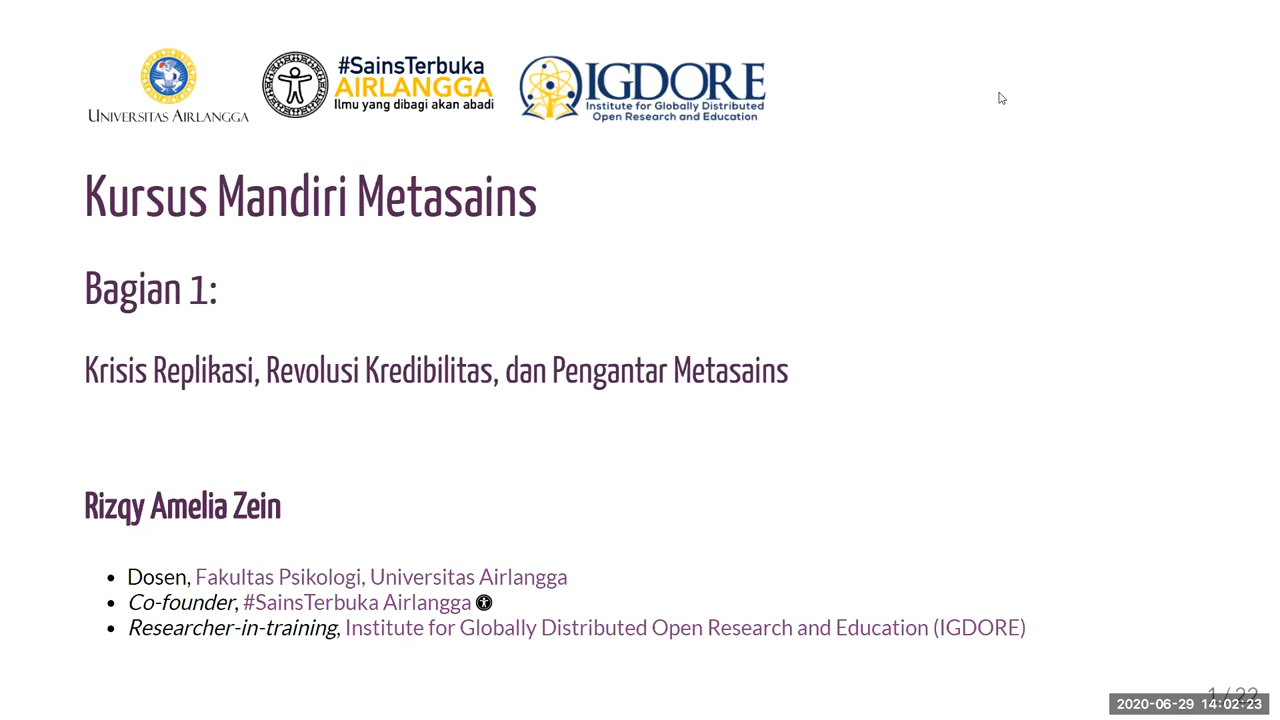 UNIVERSITAS AIRLANGGA
#SainsTerbuka
AIRLANGGA
Ilmu yang dibagi akan abadi
IGDORE
Institute for Globally Distributed
Open Research and Education
Kursus Mandiri Metasains
Bagian 1:
Krisis Replikasi, Revolusi Kredibilitas, dan Pengantar Metasains
Rizqy Amelia Zein
• Dosen, Fakultas Psikologi, Universitas Airlangga
• Co-founder, #SainsTerbuka Airlangga
• Researcher-in-training, Institute for Globally Distributed Open Research and Education (IGDORE)
1 / 22
2020-06-29 14:02:23